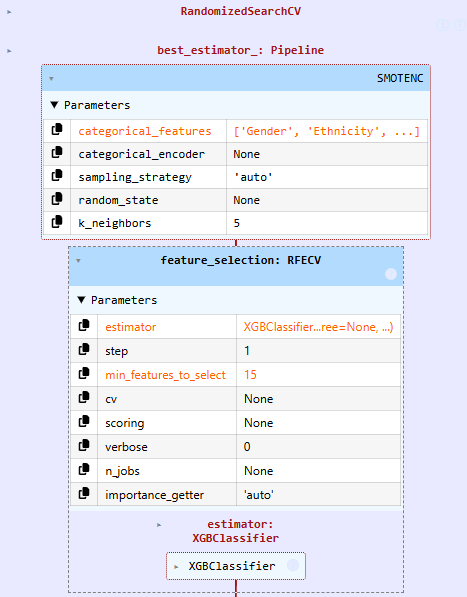 RandomizedSearchCV
best_estimator_: Pipeline
SMOTENC
Parameters
categorical_features ['Gender', 'Ethnicity', ...]
categorical_encoder None
sampling_strategy 'auto'
random_state None
k_neighbors 5
feature_selection: RFECV
Parameters
estimator XGBClassifier...ree=None, ...)
step 1
min_features_to_select 15
cv None
scoring None
verbose 0
n_jobs None
importance_getter 'auto'
estimator:
XGBClassifier
XGBClassifier